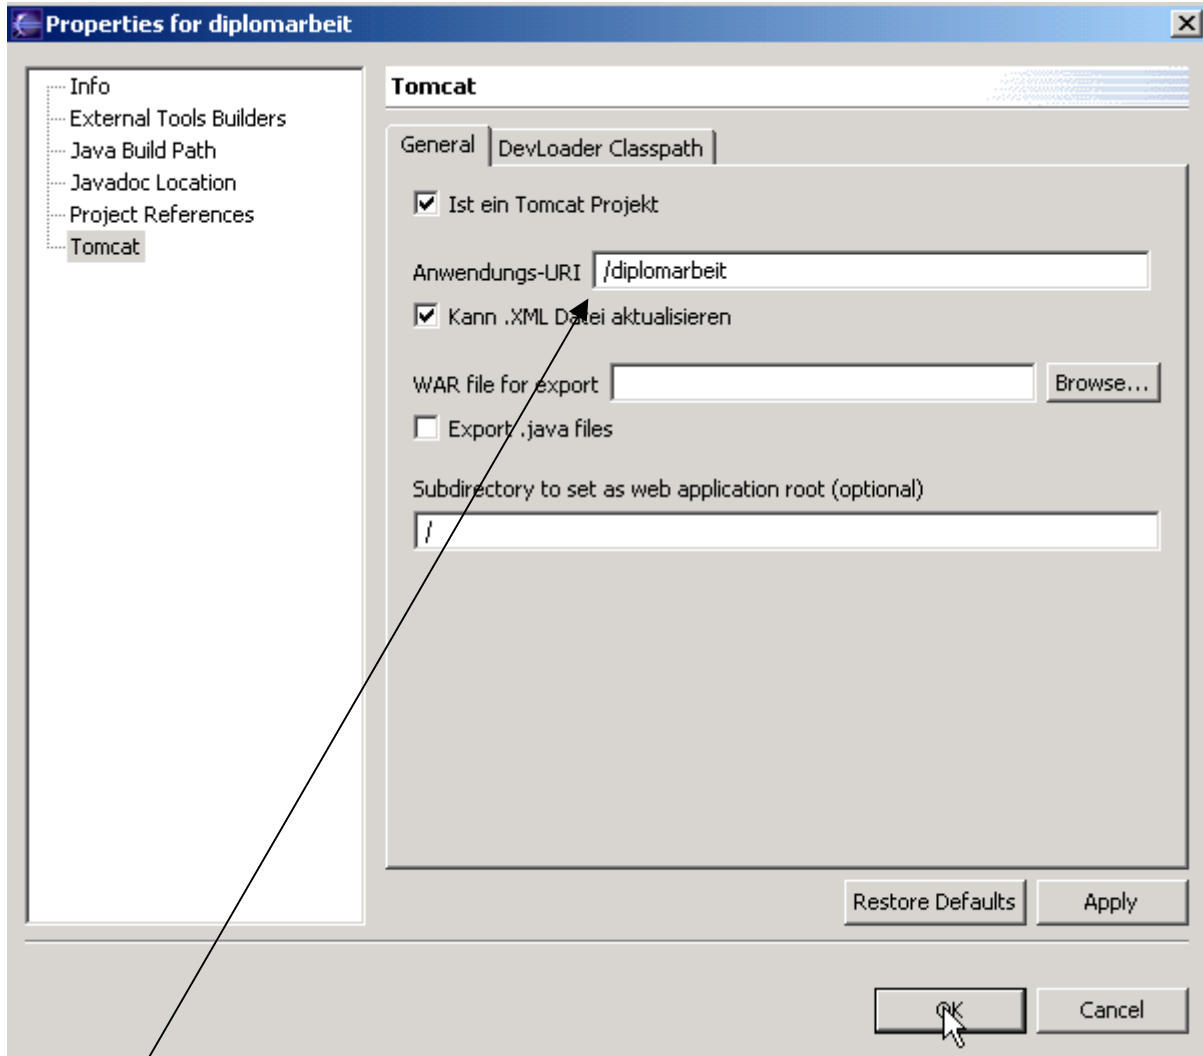 Properties for diplomarbeit
Info
External Tools Builders
Java Build Path
Javadoc Location
Project References
Tomcat
Tomcat
General
DevLoader Classpath
Ist ein Tomcat Projekt
Anwendungs-URI
/diplomarbeit
Kann .XML Datei aktualisieren
WAR file for export
Browse...
Export .java files
Subdirectory to set as web application root (optional)
/
Restore Defaults
Apply
OK
Cancel